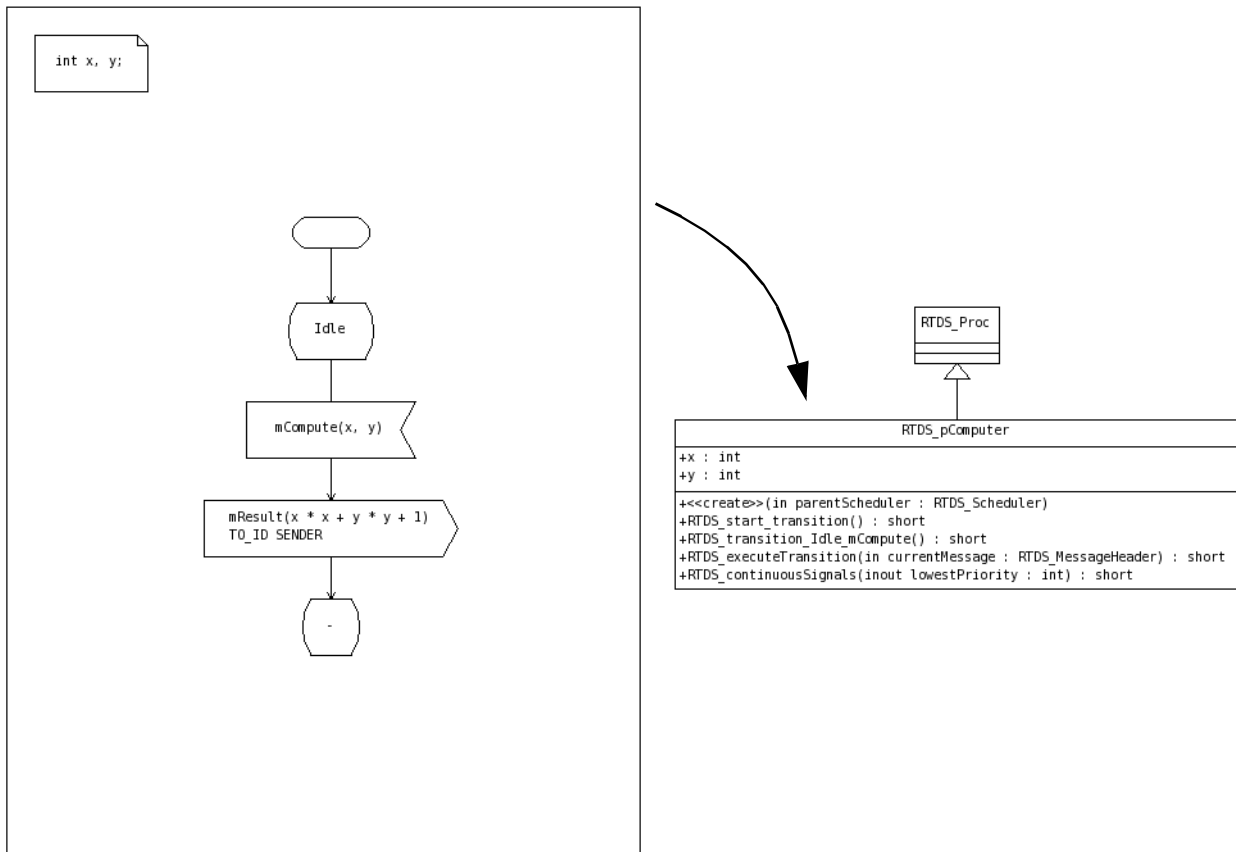 int x, y;
Idle
mCompute(x, y)
mResult(x * x + y * y + 1)
TO_ID SENDER
-
RTDS_Proc
RTDS_pComputer
+x : int
+y : int
+<<create>>(in parentScheduler : RTDS_Scheduler)
+RTDS_start_transition() : short
+RTDS_transition_Idle_mCompute() : short
+RTDS_executeTransition(in currentMessage : RTDS_MessageHeader) : short
+RTDS_continuousSignals(inout lowestPriority : int) : short